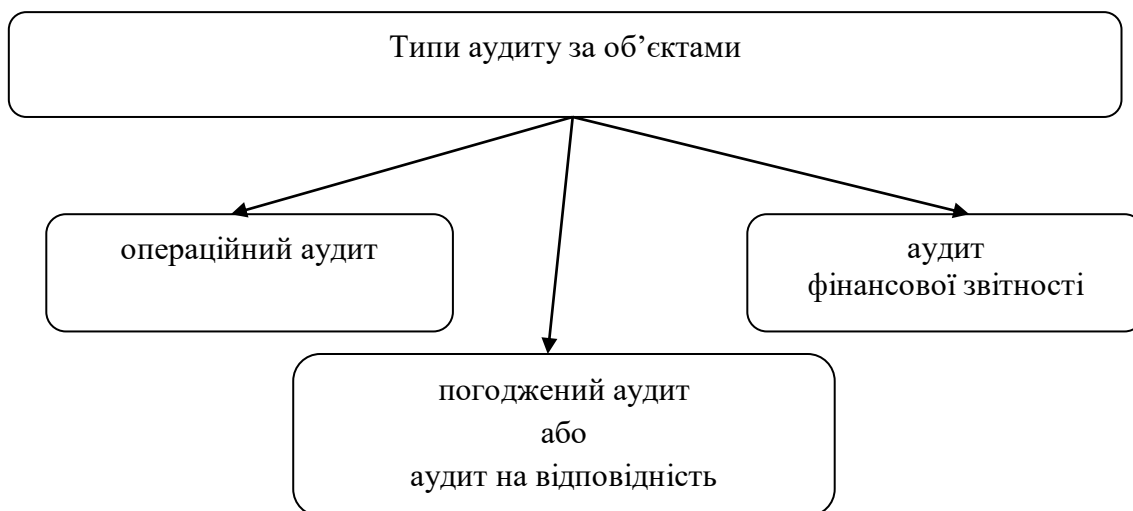 Типи аудиту за об’єктами
операційний аудит
аудит
фінансової звітності
погоджений аудит
або
аудит на відповідність